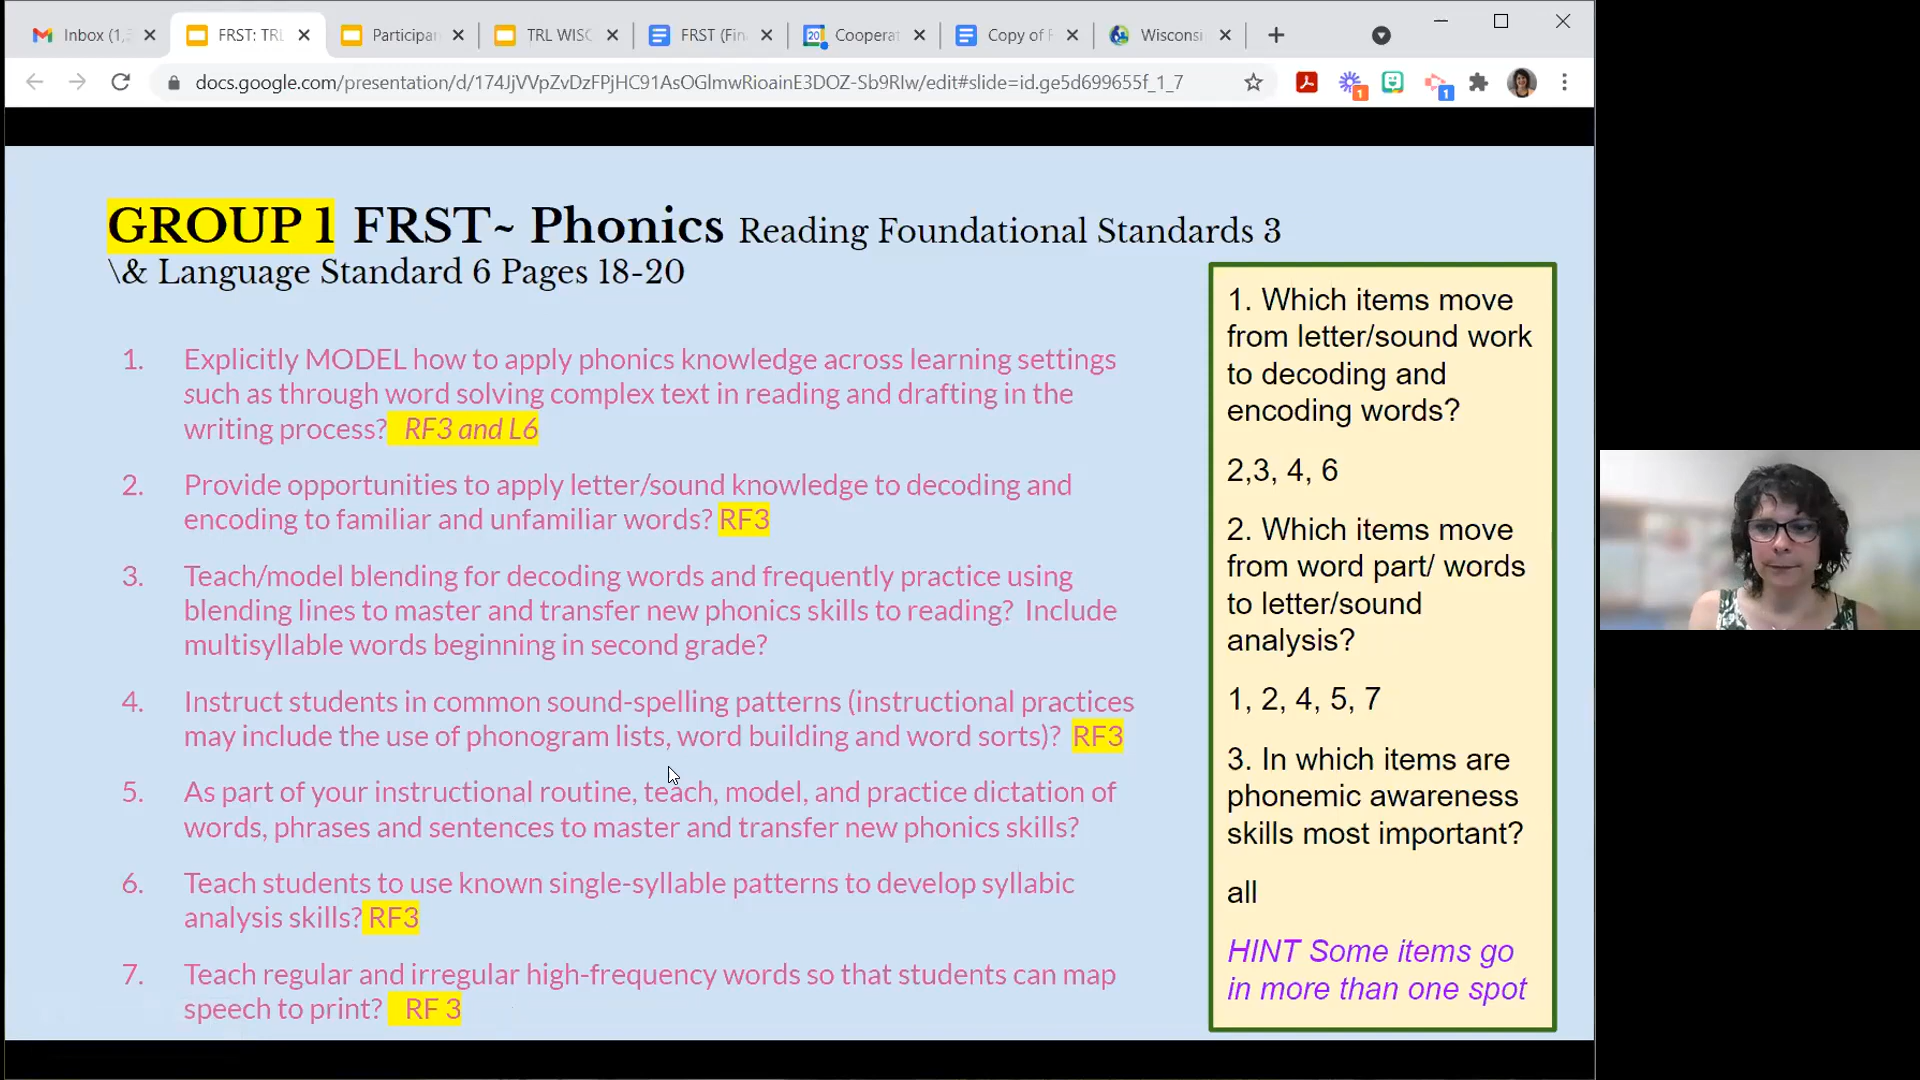 Inbox (1,
FRST: TRL
Participan
TRL WISC
FRST (Fin
20
Cooperat
Copy of F
Wisconsi
docs.google.com/presentation/d/174JjVVpZvDzFPjHC91AsOGlmwRioainE3DOZ-Sb9RIw/edit#slide=id.ge5d699655f_1_7
1
1
GROUP 1 FRST~ Phonics Reading Foundational Standards 3
\& Language Standard 6 Pages 18-20
1. Explicitly MODEL how to apply phonics knowledge across learning settings
such as through word solving complex text in reading and drafting in the
writing process? RF3 and L6
2. Provide opportunities to apply letter/sound knowledge to decoding and
encoding to familiar and unfamiliar words? RF3
3. Teach/model blending for decoding words and frequently practice using
blending lines to master and transfer new phonics skills to reading? Include
multisyllable words beginning in second grade?
4. Instruct students in common sound-spelling patterns (instructional practices
may include the use of phonogram lists, word building and word sorts)? RF3
5. As part of your instructional routine, teach, model, and practice dictation of
words, phrases and sentences to master and transfer new phonics skills?
6. Teach students to use known single-syllable patterns to develop syllabic
analysis skills? RF3
7. Teach regular and irregular high-frequency words so that students can map
speech to print? RF 3
1. Which items move
from letter/sound work
to decoding and
encoding words?
2,3, 4, 6
2. Which items move
from word part/ words
to letter/sound
analysis?
1, 2, 4, 5, 7
3. In which items are
phonemic awareness
skills most important?
all
HINT Some items go
in more than one spot